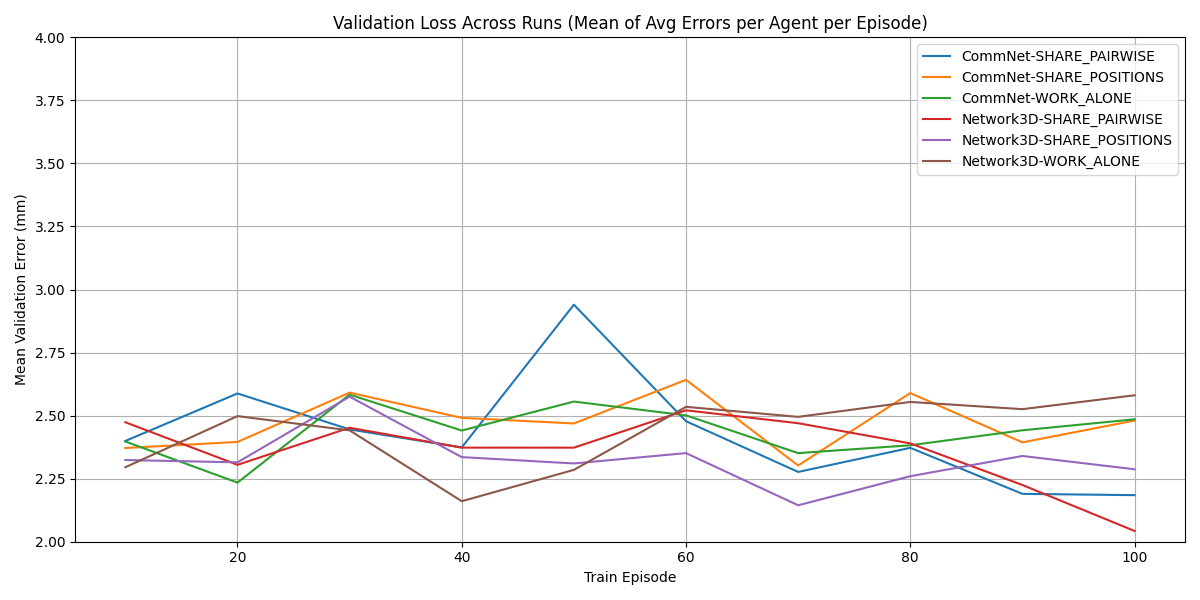 Validation Loss Across Runs (Mean of Avg Errors per Agent per Episode)
4.00
3.75
3.50
3.25
3.00
2.75
2.50
2.25
2.00
Mean Validation Error (mm)
CommNet-SHARE_PAIRWISE
CommNet-SHARE_POSITIONS
CommNet-WORK_ALONE
Network3D-SHARE_PAIRWISE
Network3D-SHARE_POSITIONS
Network3D-WORK_ALONE
20 40 60 80 100
Train Episode